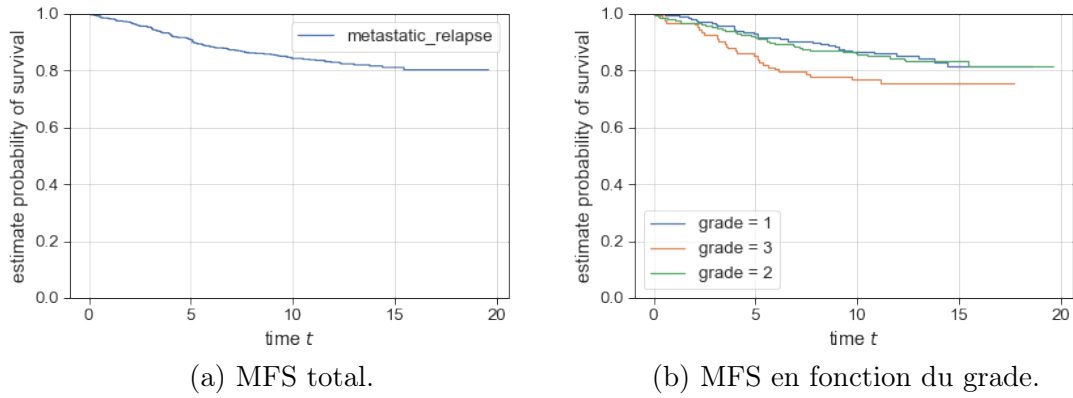 1.0
0.8
0.6
0.4
0.2
0.0
estimate probability of survival
metastatic_relapse
0 5 10 15 20
time t
(a) MFS total.
1.0
0.8
0.6
0.4
0.2
0.0
estimate probability of survival
grade = 1
grade = 3
grade = 2
0 5 10 15 20
time t
(b) MFS en fonction du grade.